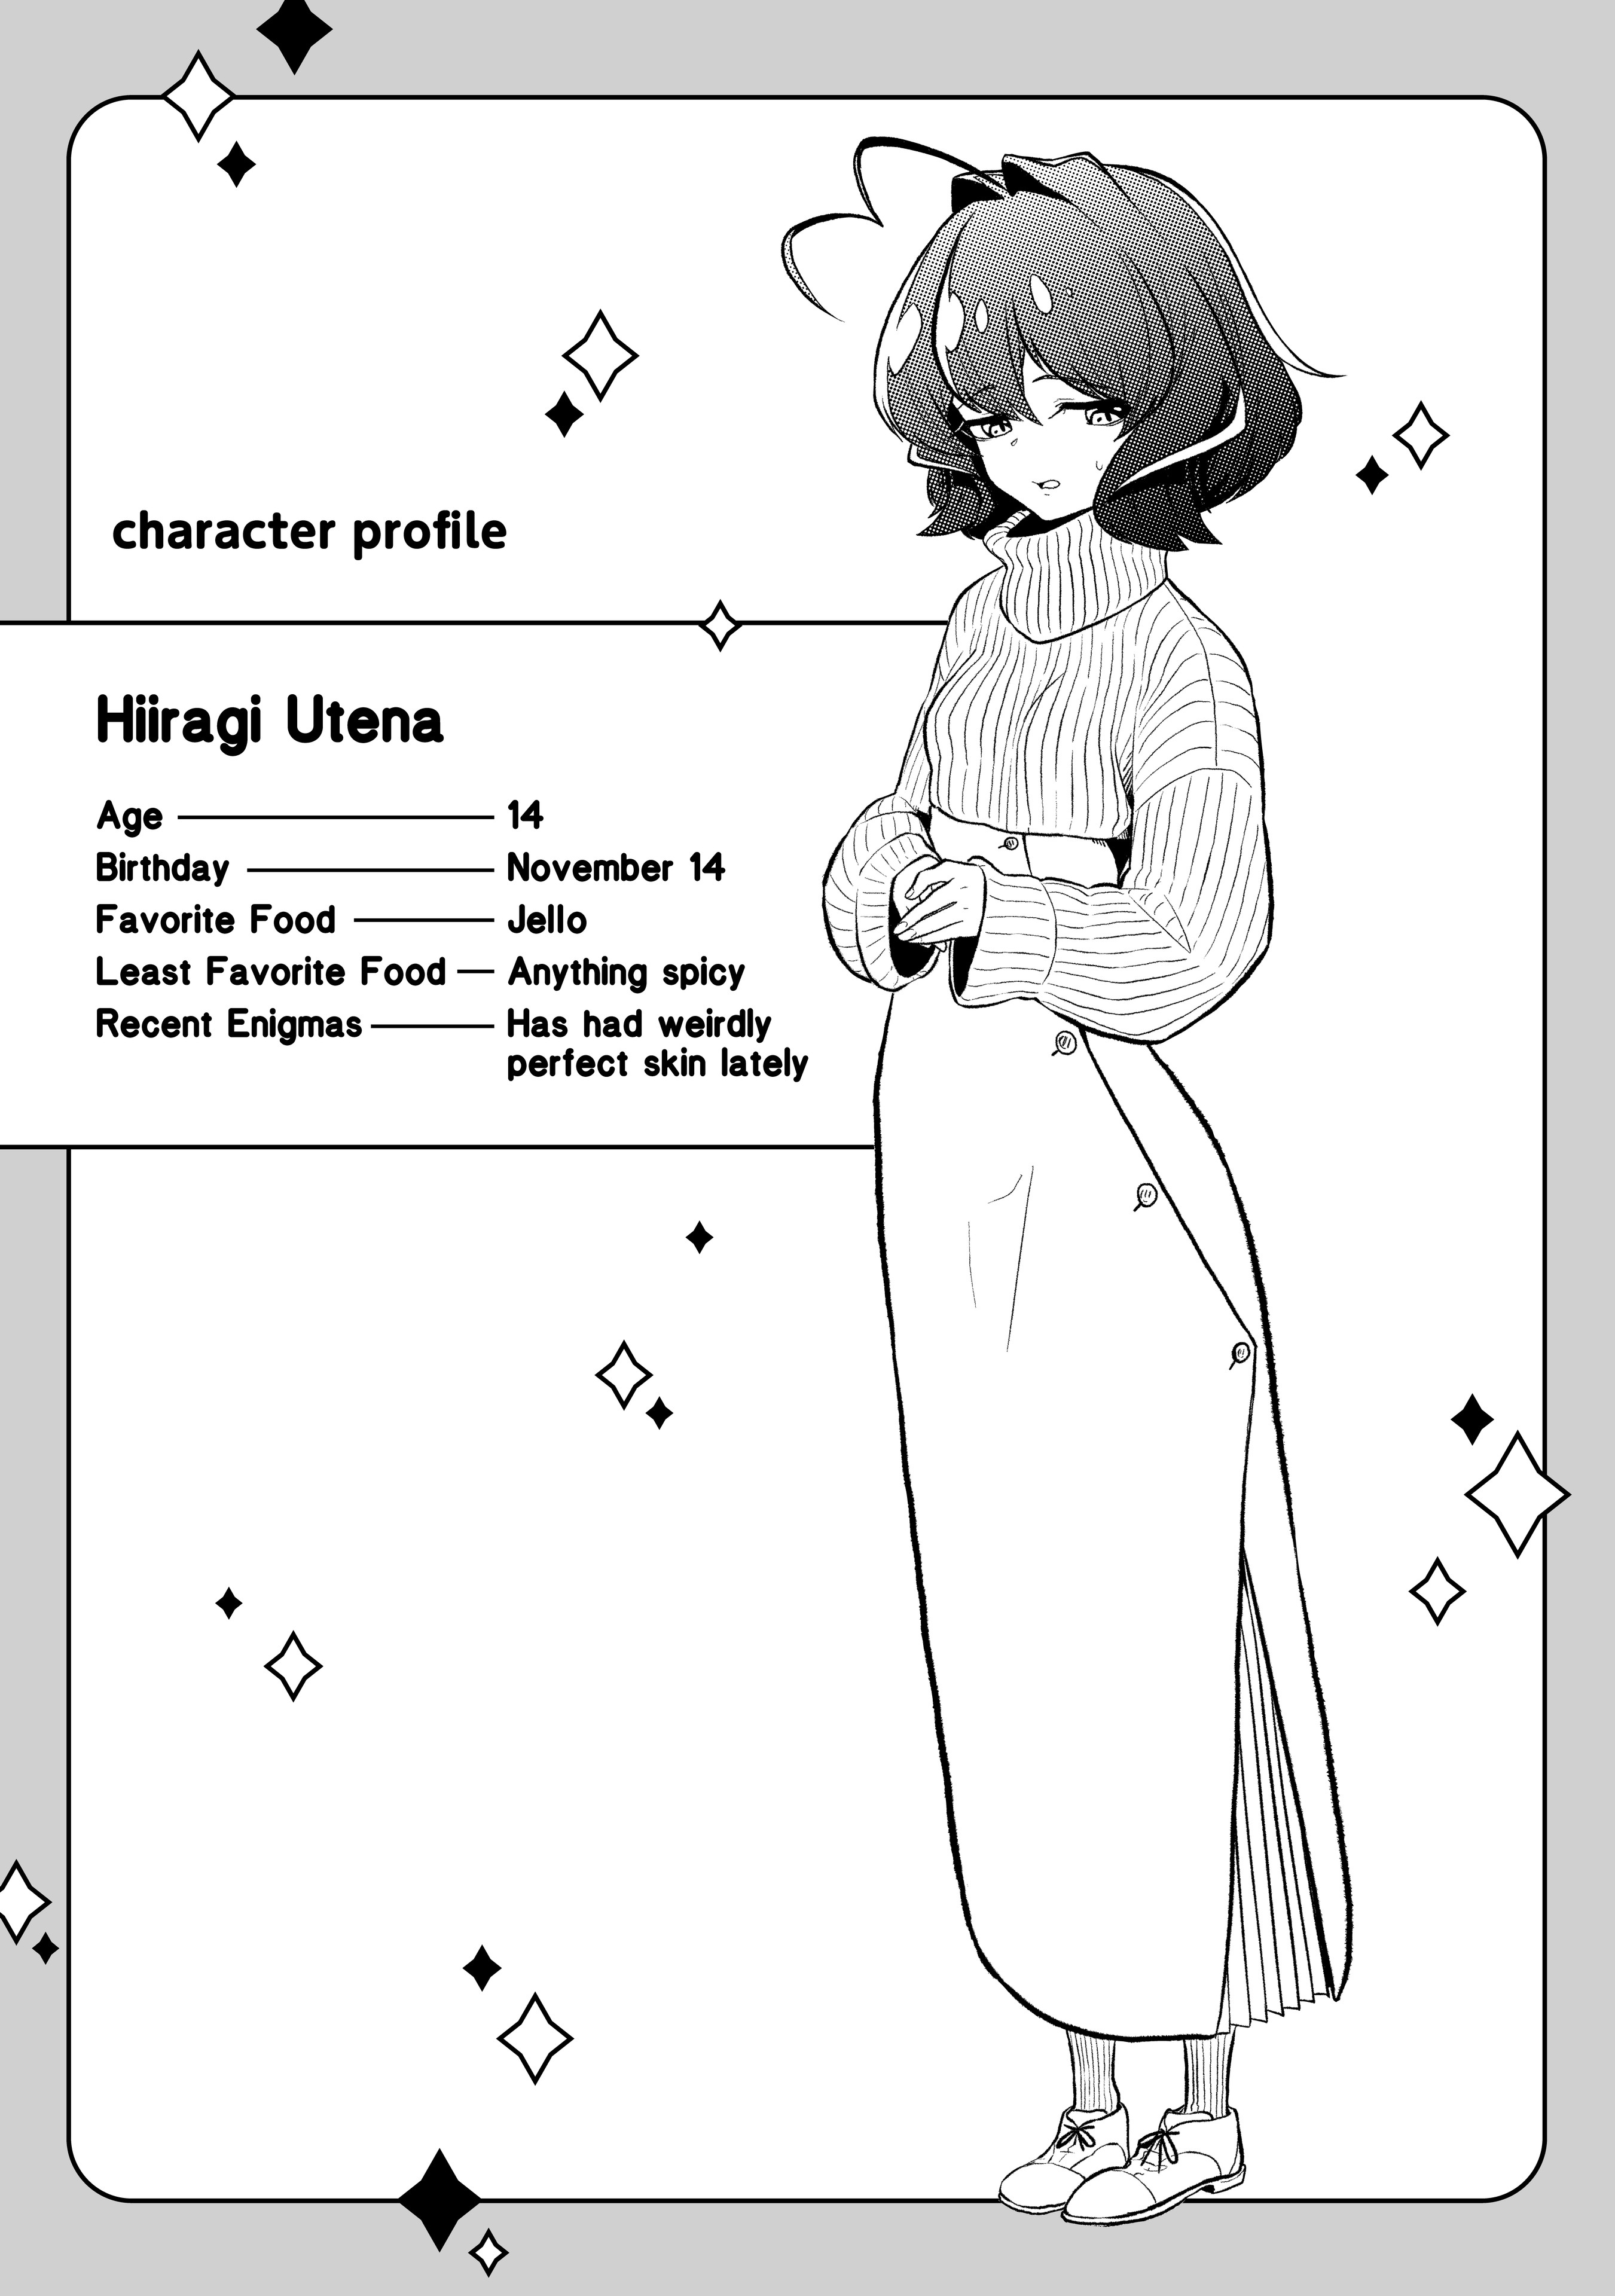 character profile
Hiiragi Utena
Age 14
Birthday November 14
Favorite Food Jello
Least Favorite Food Anything spicy
Recent Enigmas Has had weirdly
perfect skin lately